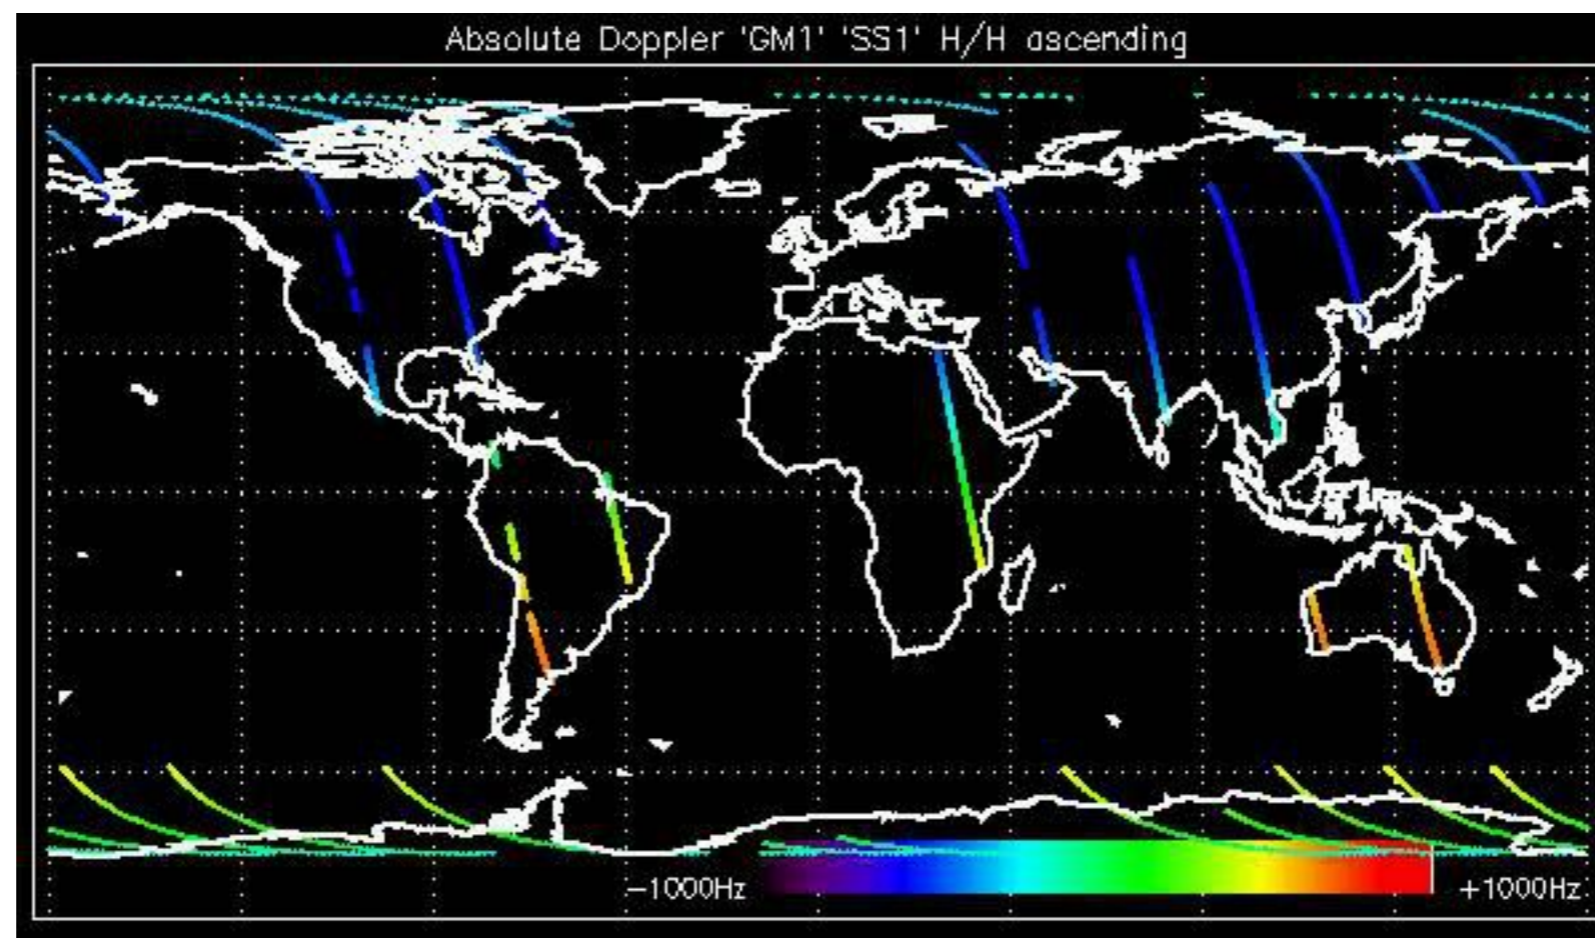 Absolute Doppler 'GM1' 'SS1' H/H ascending
−1000Hz
+1000Hz